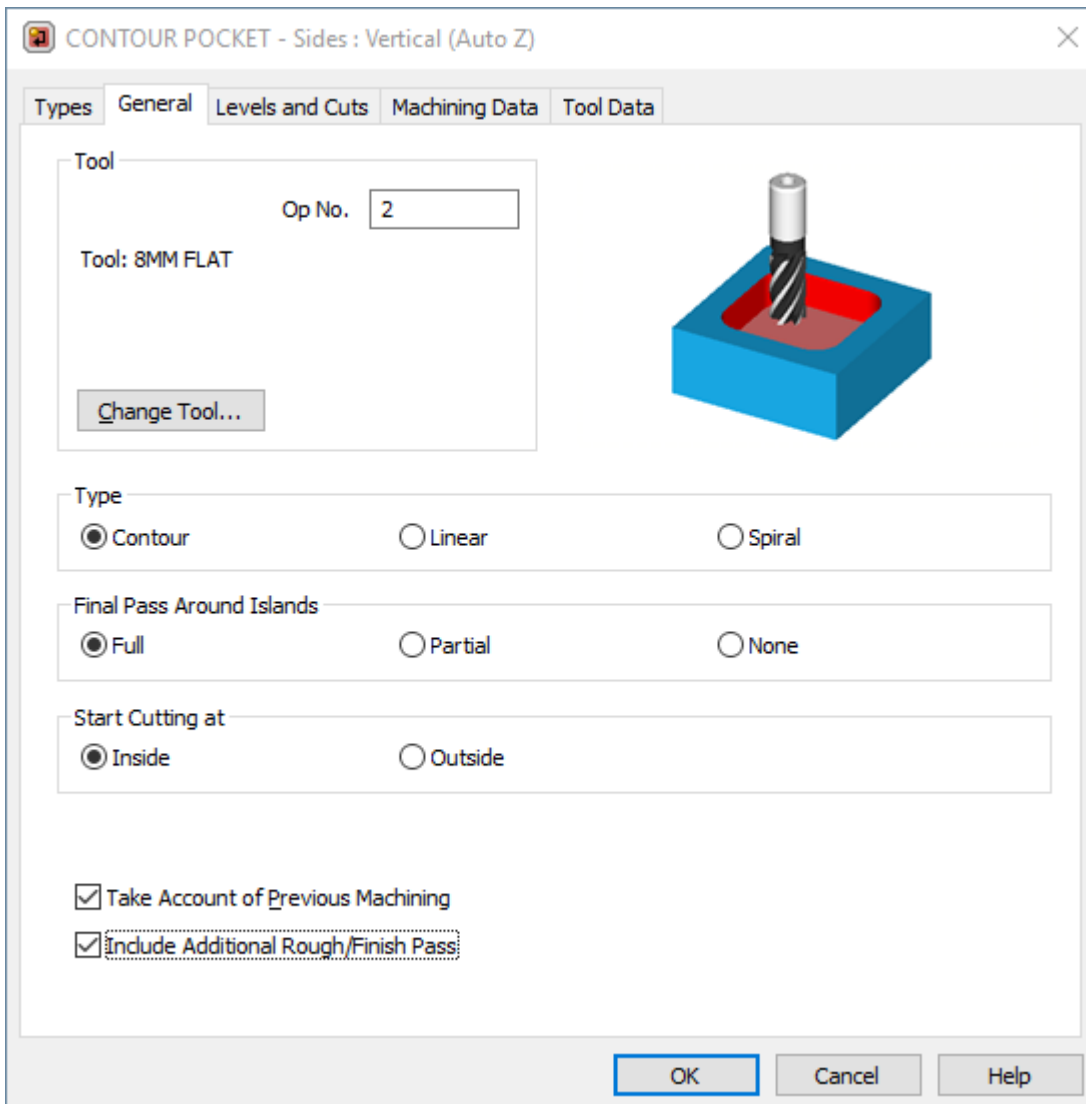 CONTOUR POCKET - Sides : Vertical (Auto Z)
Types General Levels and Cuts Machining Data Tool Data
Tool
Op No. 2
Tool: 8MM FLAT
Change Tool...
Type
Contour Linear Spiral
Final Pass Around Islands
Full Partial None
Start Cutting at
Inside Outside
Take Account of Previous Machining
Include Additional Rough/Finish Pass
OK Cancel Help